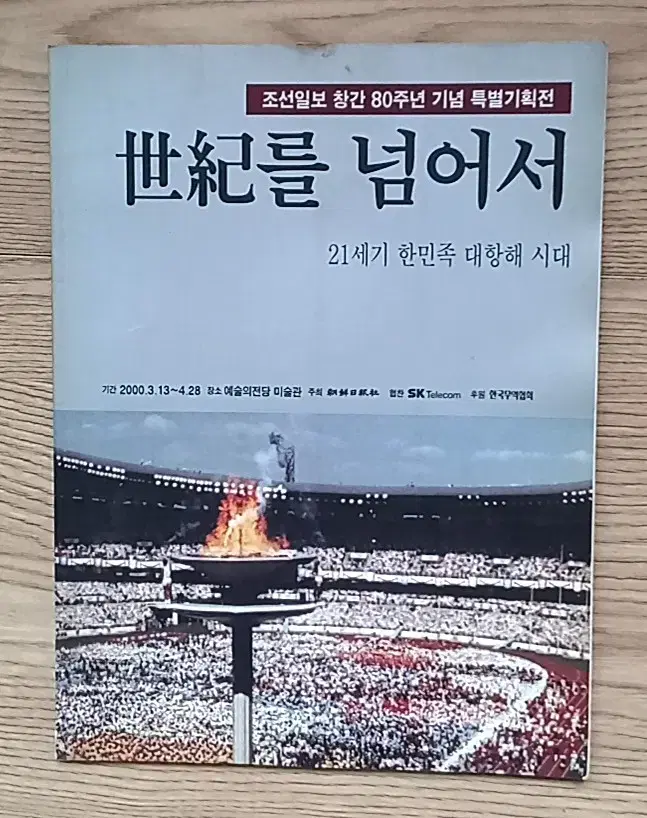 조선일보 창간 80주년 기념 특별기획전
世紀를 넘어서
21세기 한민족 대항해 시대
기간 2000.3.13~4.28 장소 예술의전당 미술관 주최 朝鮮日報社 협찬 SK Telecom 후원 한국무역협회